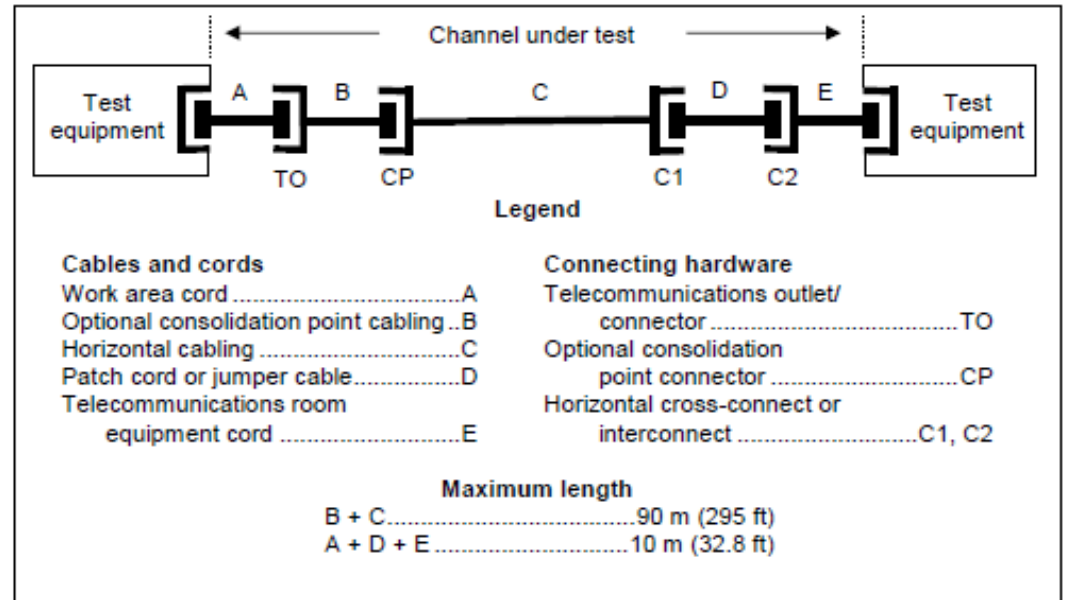 Channel under test
Test
equipment
A
B
C
D
E
Test
equipment
TO
CP
C1
C2
Legend
Cables and cords
Work area cord ..................................A
Optional consolidation point cabling ..B
Horizontal cabling ..............................C
Patch cord or jumper cable................D
Telecommunications room
equipment cord ...........................E
Connecting hardware
Telecommunications outlet/
connector.....................................TO
Optional consolidation
point connector ............................CP
Horizontal cross-connect or
interconnect ...........................C1, C2
Maximum length
B + C.....................................90 m (295 ft)
A + D + E .............................10 m (32.8 ft)